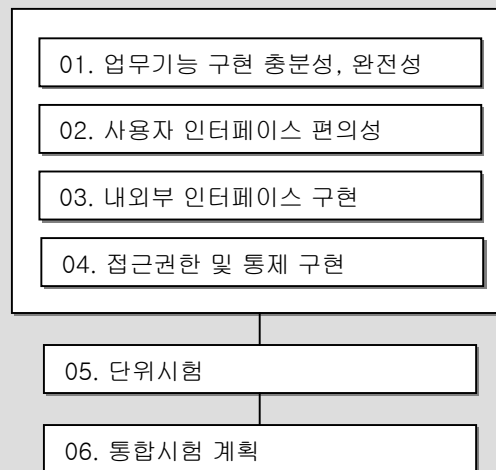 01. 업무기능 구현 충분성, 완전성
02. 사용자 인터페이스 편의성
03. 내외부 인터페이스 구현
04. 접근권한 및 통제 구현
05. 단위시험
06. 통합시험 계획